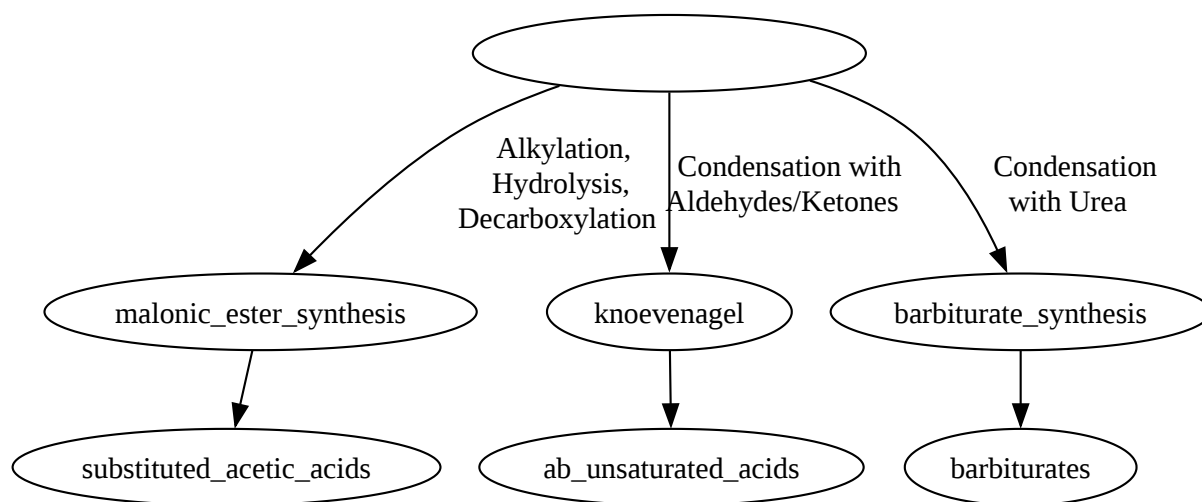 Alkylation,
Hydrolysis,
Decarboxylation
Condensation with
Aldehydes/Ketones
Condensation
with Urea
malonic_ester_synthesis
knoevenagel
barbiturate_synthesis
substituted_acetic_acids
ab_unsaturated_acids
barbiturates